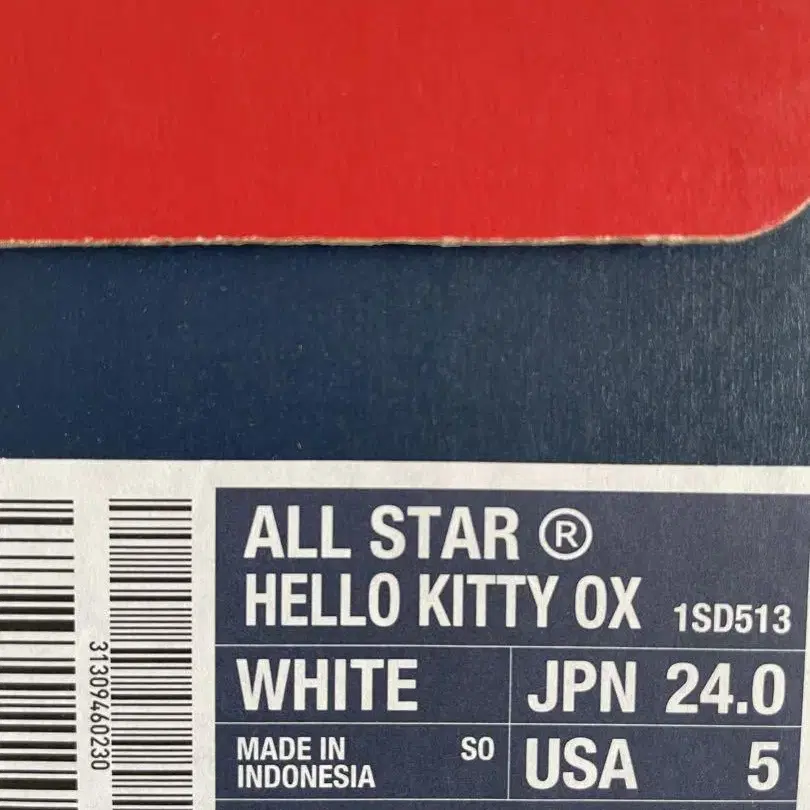 ALL STAR ®
HELLO KITTY OX 1SD513
WHITE JPN 24.0
MADE IN INDONESIA SO USA 5
31309460230